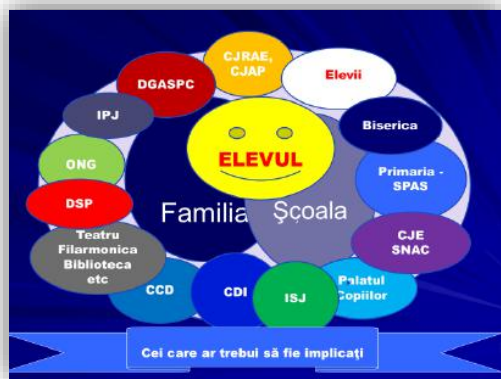 CJRAE,
CJAP
Elevii
DGASPC
IPJ
Biserica
ELEVUL
ONG
Primaria -
SPAS
DSP
Familia
Şcoala
Teatru
Filarmonica
Biblioteca
etc
CJE
SNAC
CCD
CDI
ISJ
Palatul
Copiilor
Cei care ar trebui să fie implicaţi